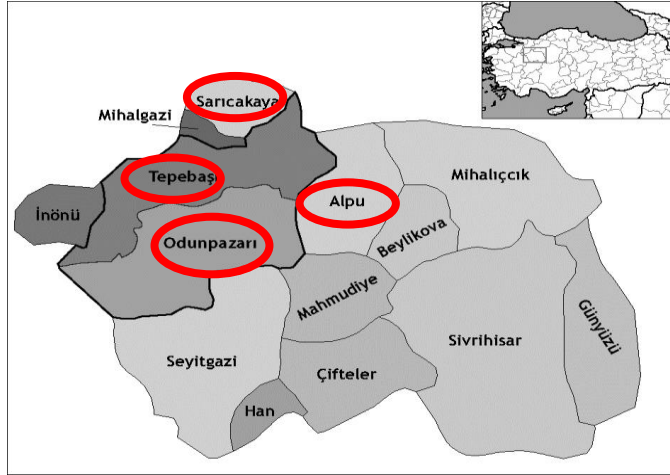 Sarıcakaya
Mihalgazi
Tepebaşı
Mihalıççık
Alpu
İnönü
Odunpazarı
Beylikova
Mahmudiye
Günyüzü
Sivrihisar
Seyitgazi
Çifteler
Han